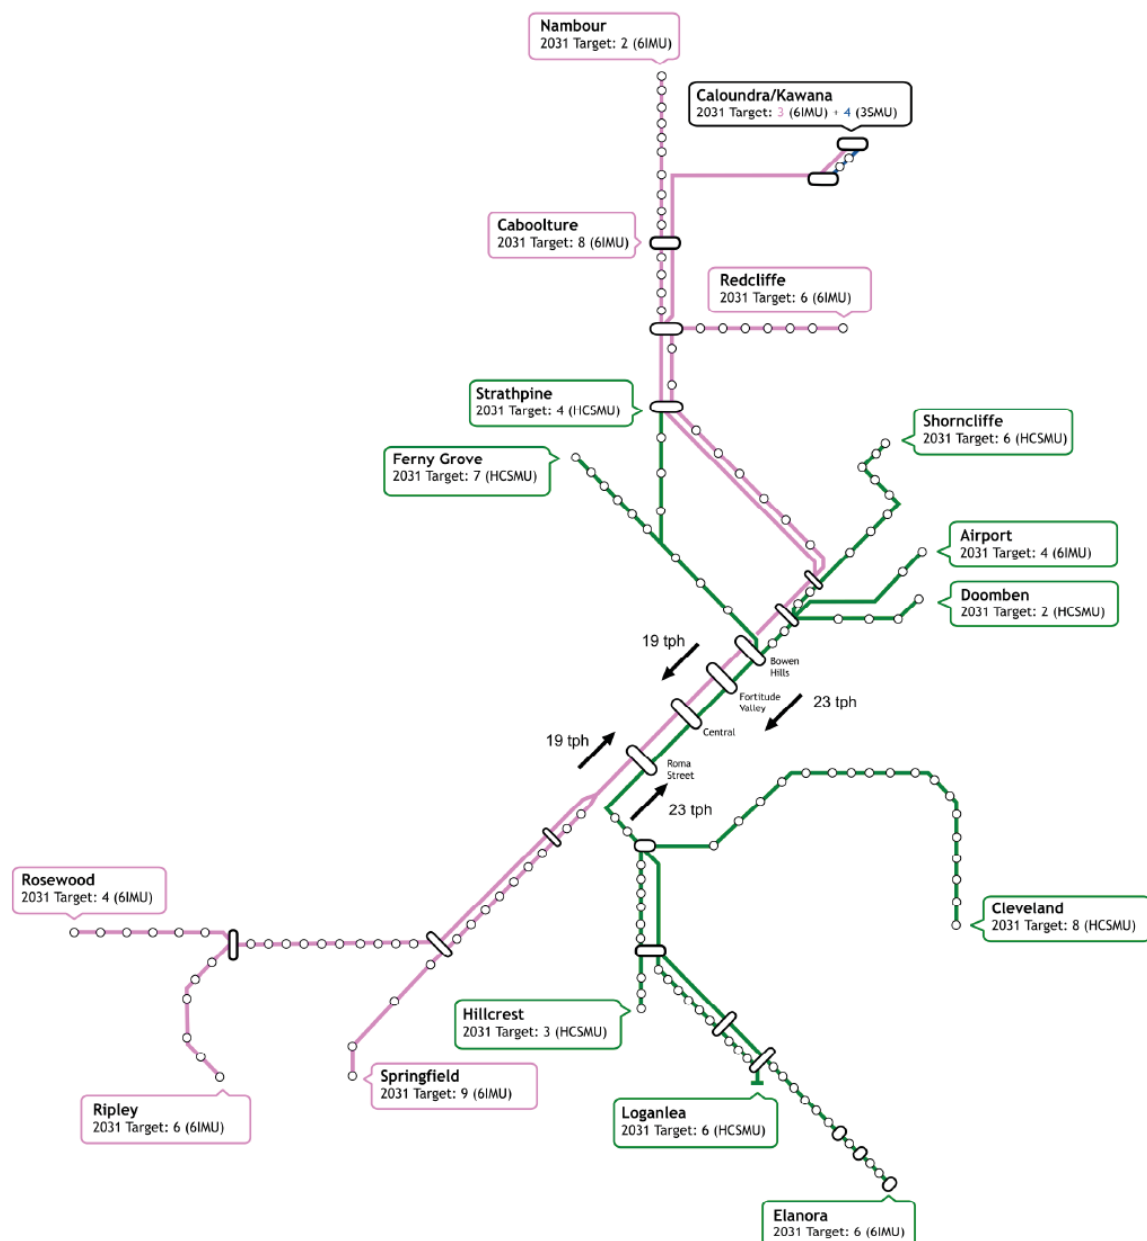 Nambour
2031 Target: 2 (6IMU)
Caloundra/Kawana
2031 Target: 3 (6IMU) + 4 (3SMU)
Caboolture
2031 Target: 8 (6IMU)
Redcliffe
2031 Target: 6 (6IMU)
Strathpine
2031 Target: 4 (HCSMU)
Shorncliffe
2031 Target: 6 (HCSMU)
Ferny Grove
2031 Target: 7 (HCSMU)
Airport
2031 Target: 4 (6IMU)
Doomben
2031 Target: 2 (HCSMU)
19 tph
Bowen
Hills
Fortitude
Valley
23 tph
Central
19 tph
Roma
Street
23 tph
Rosewood
2031 Target: 4 (6IMU)
Cleveland
2031 Target: 8 (HCSMU)
Hillcrest
2031 Target: 3 (HCSMU)
Springfield
2031 Target: 9 (6IMU)
Ripley
2031 Target: 6 (6IMU)
Loganlea
2031 Target: 6 (HCSMU)
Elanora
2031 Target: 6 (6IMU)